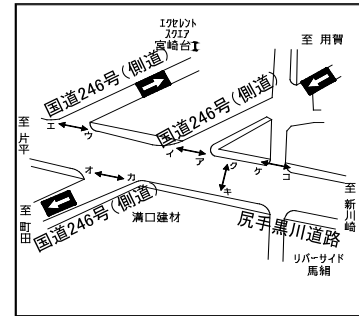 エクセレント
スクエア
宮崎台Ⅰ
至 用賀
国道246号(側道)
国道246号(側道)
エ
ウ
至 片平
イ
ア
ク
ケ
コ
オ
カ
キ
至 町田
国道246号(側道)
溝口建材
尻手黒川道路
至 新川崎
リバーサイド
馬絹